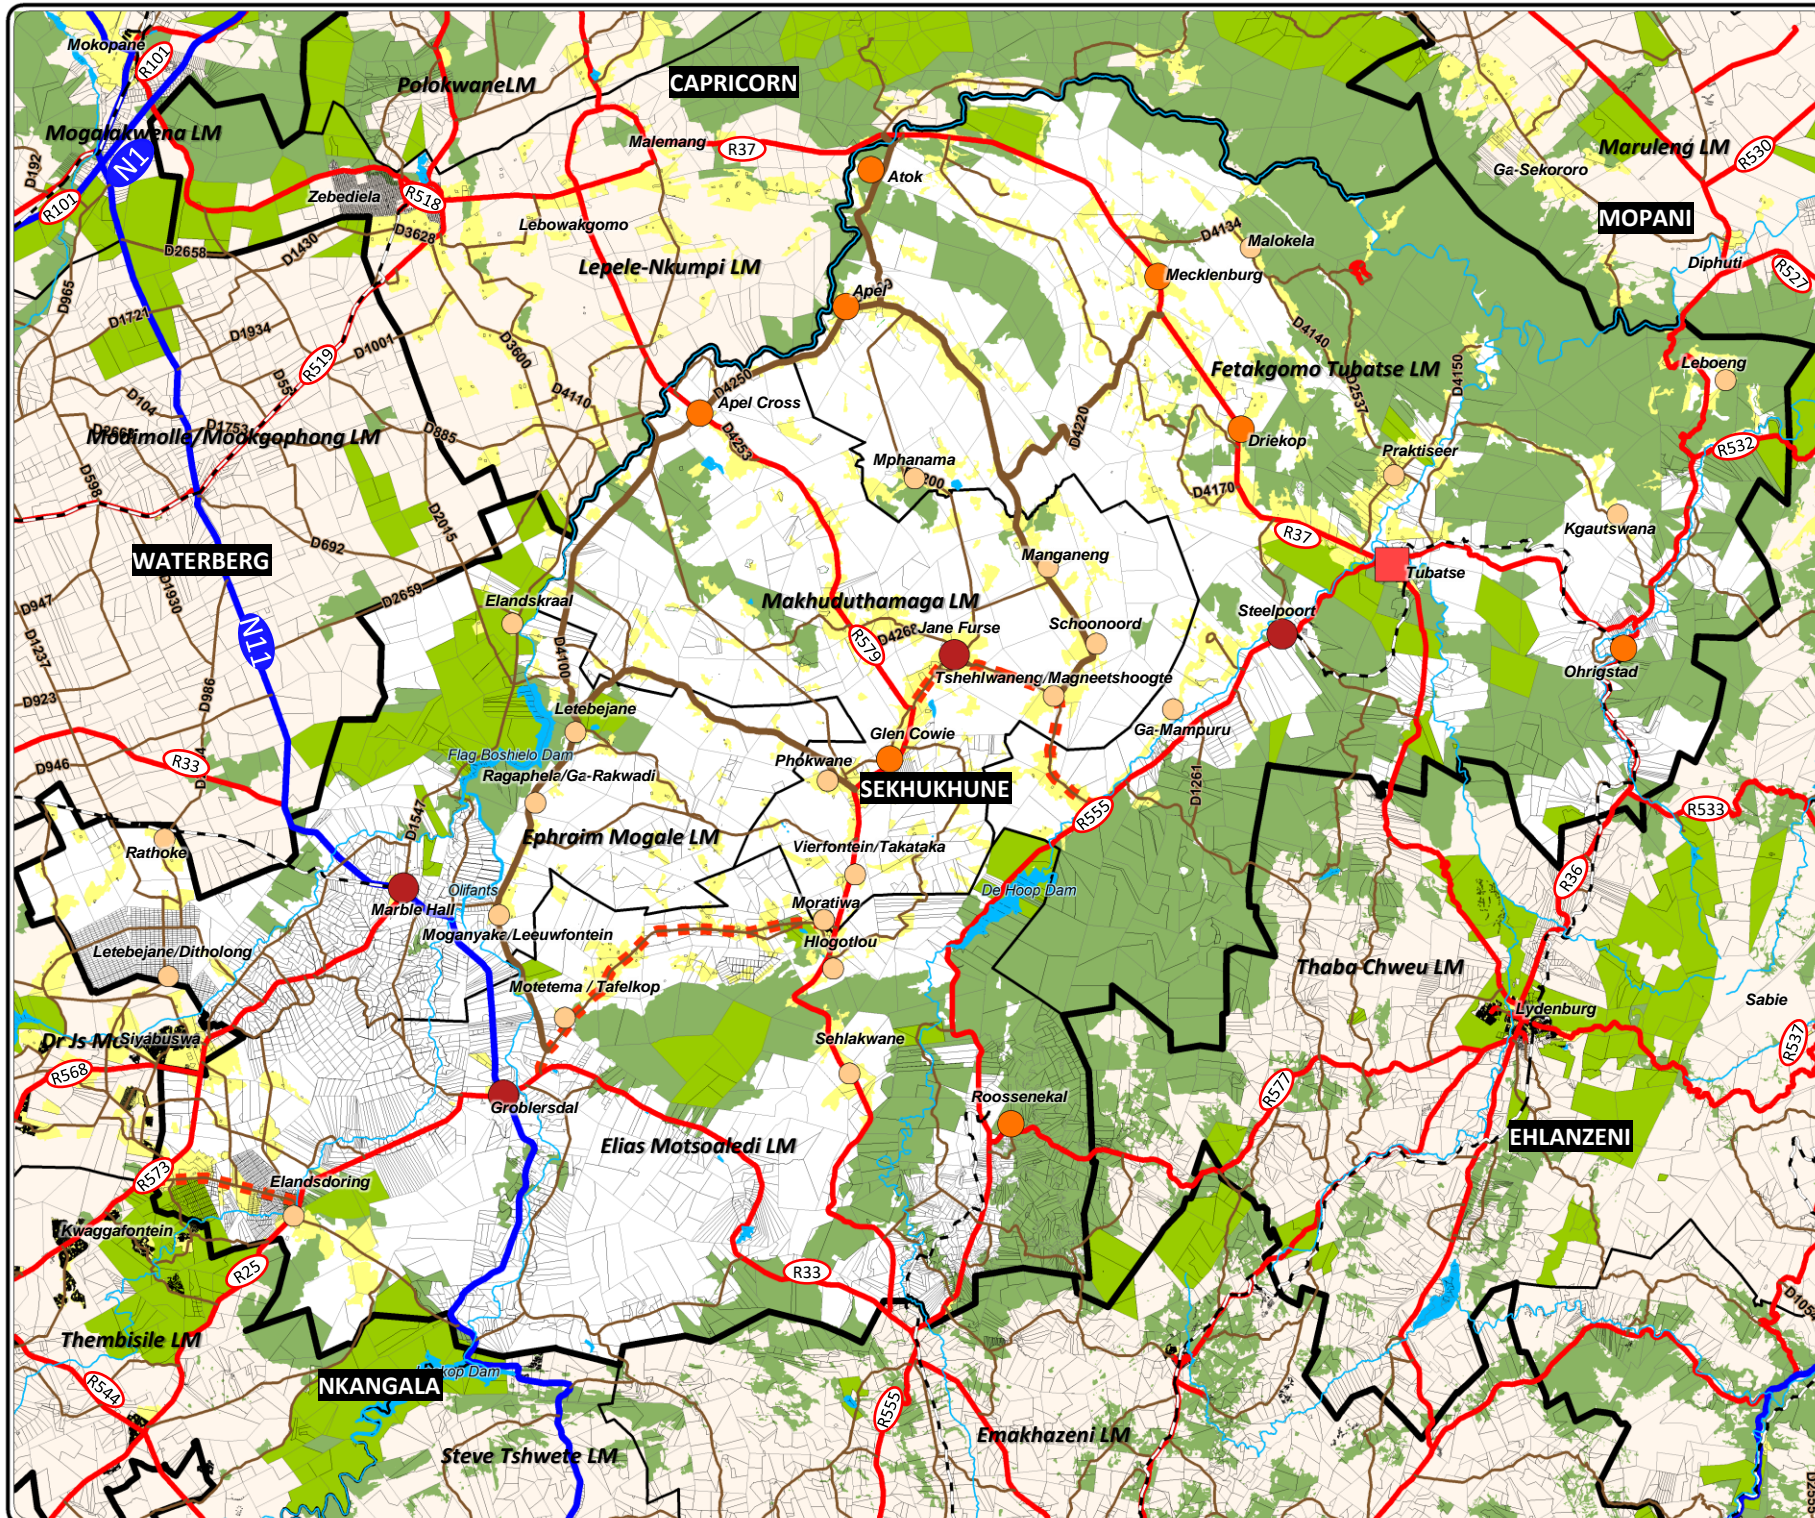 Mokopane
R101
PolokwaneLM
CAPRICORN
Mogalakwena LM
N1
Malemang
R37
Maruleng LM
R530
D192
R101
Zebediela
R518
Atok
Ga-Sekororo
MOPANI
Lebowakgomo
D3628
D2658
D1430
D4134
Malokela
Lepele-Nkumpi LM
Mecklenburg
Diphuti
R527
D965
Apel
D1721
D1934
D1001
R519
D3600
D4140
Fetakgomo Tubatse LM
D4150
Leboeng
D4250
D4110
D2537
D104
Apel Cross
D4220
D1753
Modimolle/Mookgophong LM
D885
D4253
Driekop
R532
Praktiseer
Mphanama
D598
D4170
D2015
Kgautswana
R37
D692
Manganeng
WATERBERG
Tubatse
D1930
D2659
D947
Elandskraal
Makhuduthamaga LM
Steelpoort
D1237
N11
D4100
R579
Jane Furse
Schoonoord
Ohrigstad
Tshehlwaneng/Magneetshoogte
D923
D986
Letebejane
Ga-Mampuru
Glen Cowie
Flag Boshielo Dam
Phokwane
R33
D946
Ragaphela/Ga-Rakwadi
SEKHUKHUNE
D1261
R555
R533
D1547
Ephraim Mogale LM
Rathoke
Vierfontein/Takataka
R36
Olifants
De Hoop Dam
Marble Hall
Moratiwa
Moganyaka/Leeuwfontein
Hlogotlou
Letebejane/Ditholong
Thaba Chweu LM
Motetema / Tafelkop
Sabie
Lydenburg
Siyabuswa
Sehlakwane
R568
R537
R577
Roossenekal
Groblersdal
Elias Motsoaledi LM
EHLANZENI
R573
Elandsdoring
Kwaggafontein
R25
R33
Thembisile LM
NKANGALA
R544
R555
Emakhazeni LM
Steve Tshwete LM